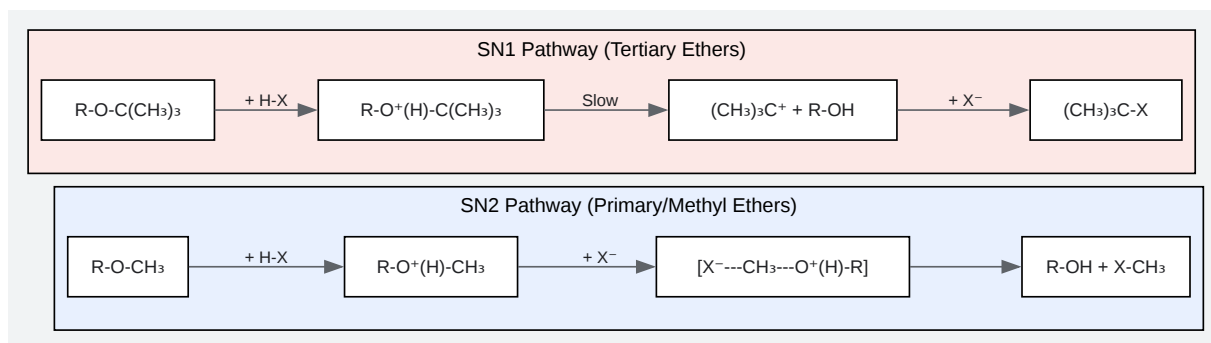 SN1 Pathway (Tertiary Ethers)
R-O-C(CH₃)₃
+ H-X
R-O⁺(H)-C(CH₃)₃
Slow
(CH₃)₃C⁺ + R-OH
+ X⁻
(CH₃)₃C-X
SN2 Pathway (Primary/Methyl Ethers)
R-O-CH₃
+ H-X
R-O⁺(H)-CH₃
+ X⁻
[X⁻---CH₃---O⁺(H)-R]
R-OH + X-CH₃